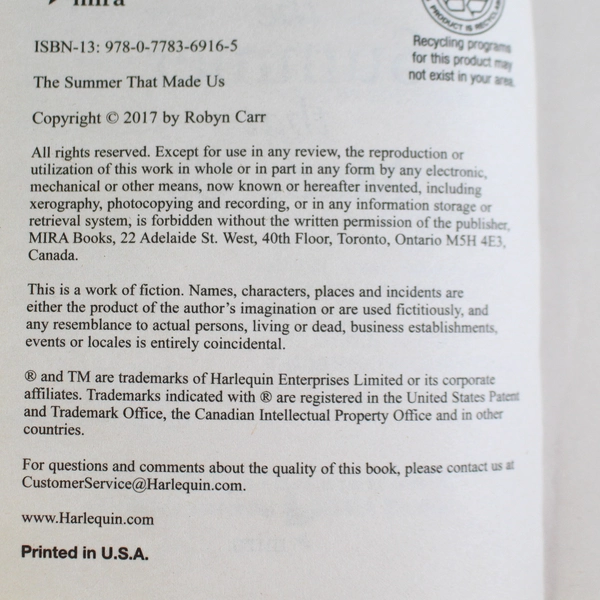 mira
PRODUCT IS RECYCLABLE
Recycling programs
for this product may
not exist in your area.
ISBN-13: 978-0-7783-6916-5
The Summer That Made Us
Copyright © 2017 by Robyn Carr
All rights reserved. Except for use in any review, the reproduction or
utilization of this work in whole or in part in any form by any electronic,
mechanical or other means, now known or hereafter invented, including
xerography, photocopying and recording, or in any information storage or
retrieval system, is forbidden without the written permission of the publisher,
MIRA Books, 22 Adelaide St. West, 40th Floor, Toronto, Ontario M5H 4E3,
Canada.
This is a work of fiction. Names, characters, places and incidents are
either the product of the author's imagination or are used fictitiously, and
any resemblance to actual persons, living or dead, business establishments,
events or locales is entirely coincidental.
® and TM are trademarks of Harlequin Enterprises Limited or its corporate
affiliates. Trademarks indicated with ® are registered in the United States Patent
and Trademark Office, the Canadian Intellectual Property Office and in other
countries.
For questions and comments about the quality of this book, please contact us at
CustomerService@Harlequin.com.
www.Harlequin.com
Printed in U.S.A.